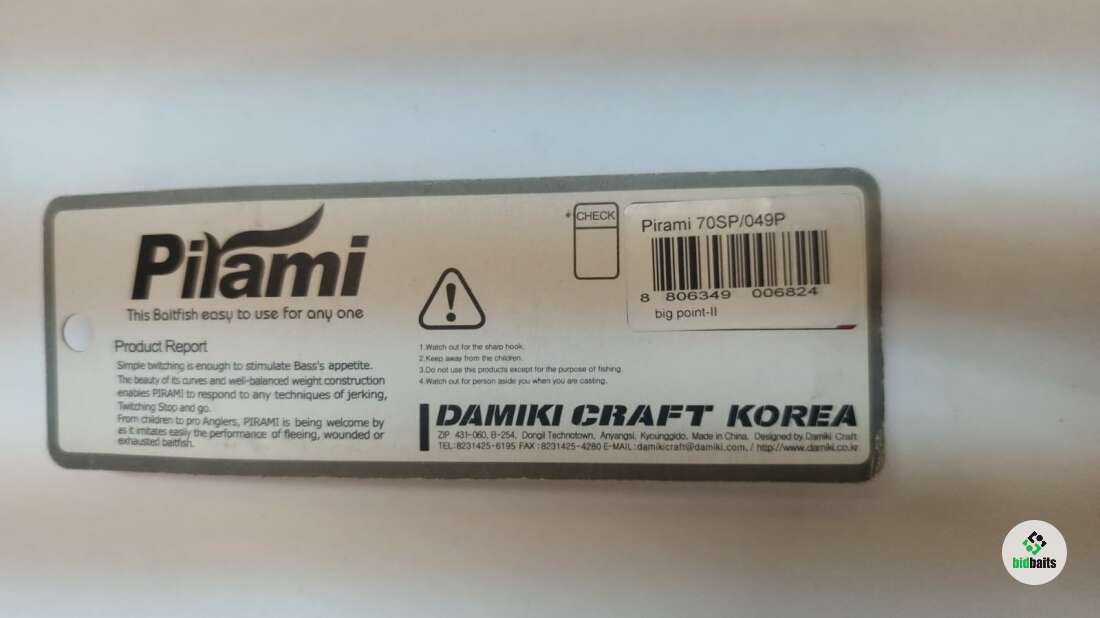 Pirami
This Baitfish easy to use for any one
Product Report
Simple twitching is enough to stimulate Bass's appetite.
The beauty of its curves and well-balanced weight construction
enables PIRAMI to respond to any techniques of jerking,
Twitching Stop and go.
From children to pro Anglers, PIRAMI is being welcome by
as it imitates easily the performance of fleeing, wounded or
exhausted baitfish.
* CHECK
Pirami 70SP/049P
8 806349 006824
big point-II
1.Watch out for the sharp hook.
2.Keep away from the children.
3.Do not use this products except for the purpose of fishing.
4.Watch out for person aside you when you are casting.
DAMIKI CRAFT KOREA
ZIP 431-060, B-254, Dongil Technotown, Anyangsi, Kyounggido, Made in China, Designed by Damiki Craft
TEL:8231425-6195 FAX:8231425-4280 E-MAIL:damikicraft@damiki.com, / http://www.damiki.co.kr
bidbaits